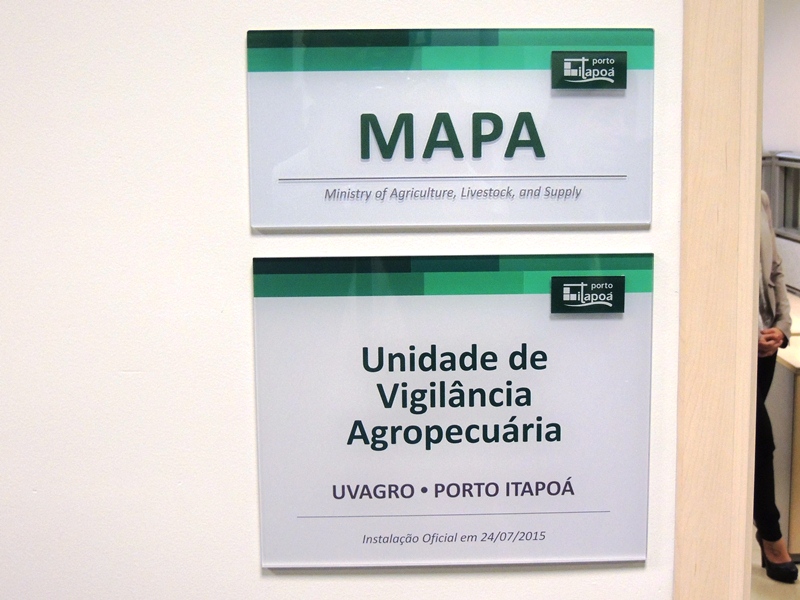 porto
itapoá
MAPA
Ministry of Agriculture, Livestock, and Supply
porto
itapoá
Unidade de
Vigilância
Agropecuária
UVAGRO • PORTO ITAPOÁ
Instalação Oficial em 24/07/2015